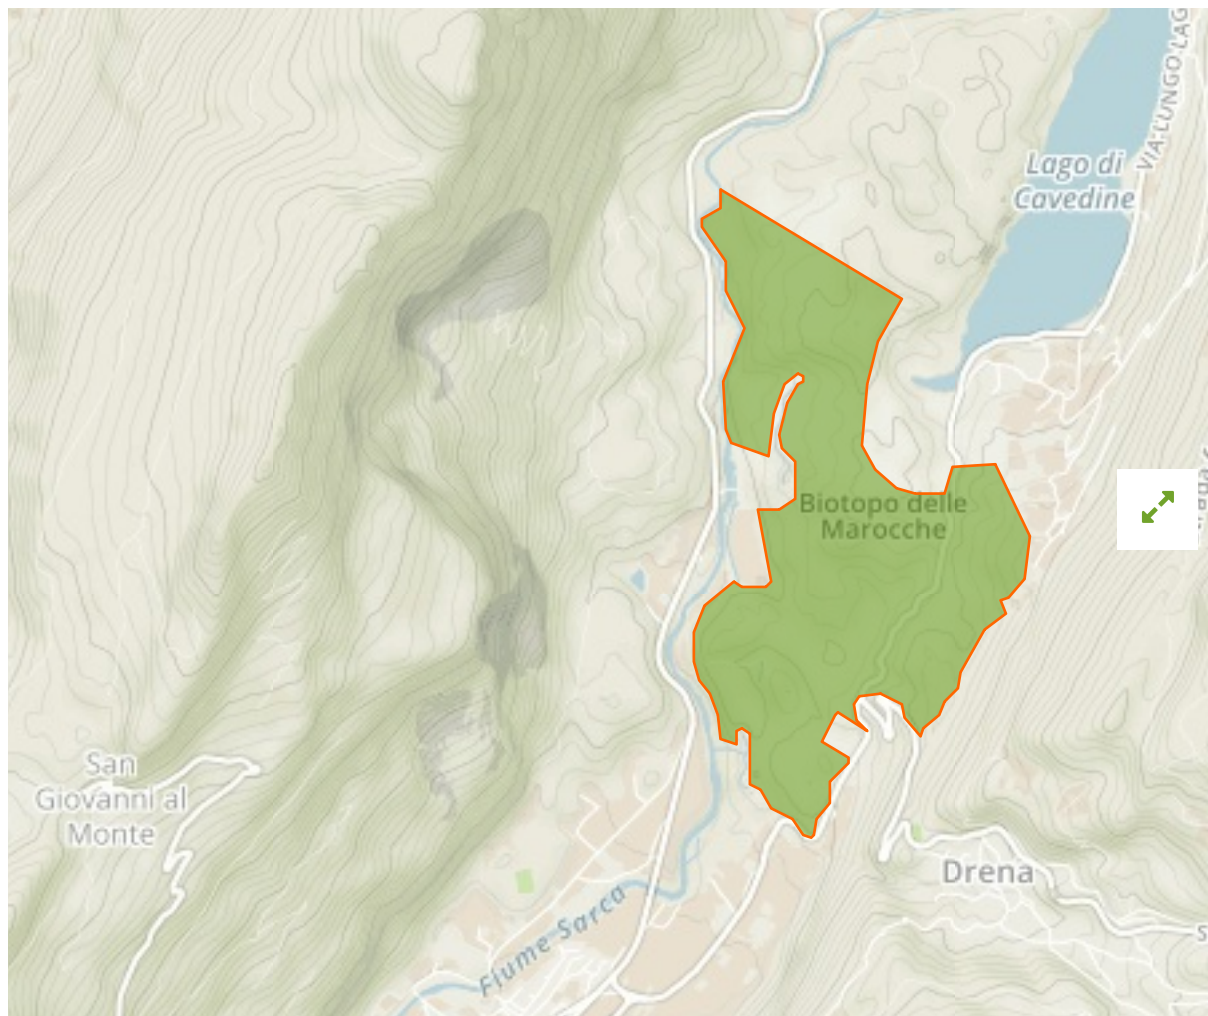 VIA LUNGO LAG
Lago di
Cavedine
Biotopo delle
Marocche
San
Giovanni al
Monte
Drena
Fiume Sarca